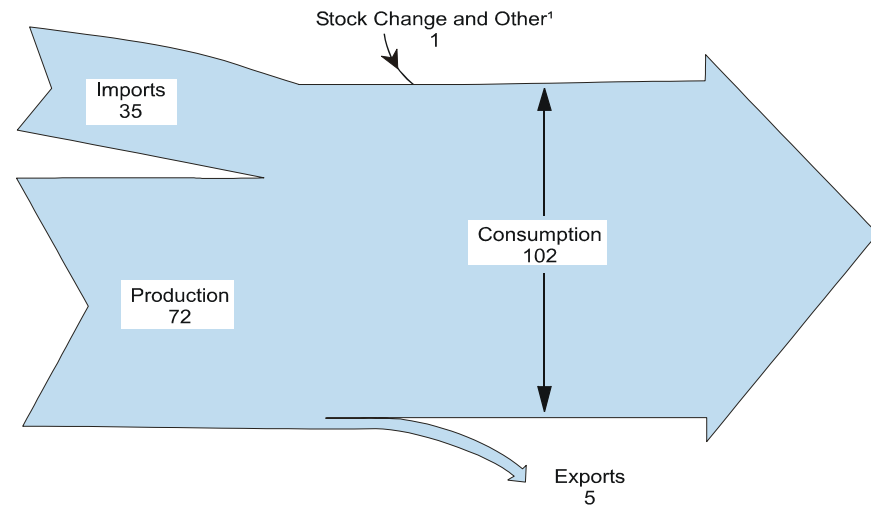 Stock Change and Other¹
1
Imports
35
Consumption
102
Production
72
Exports
5